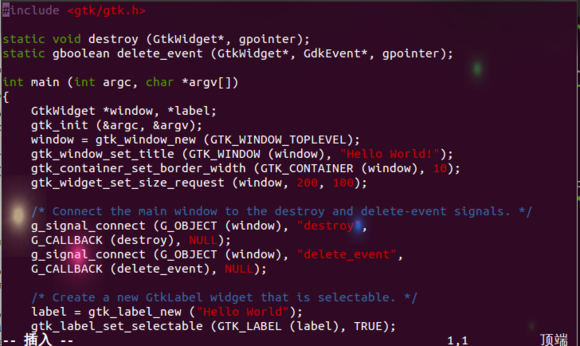 #include <gtk/gtk.h>
static void destroy (GtkWidget*, gpointer);
static gboolean delete_event (GtkWidget*, GdkEvent*, gpointer);
int main (int argc, char *argv[])
{
GtkWidget *window, *label;
gtk_init (&argc, &argv);
window = gtk_window_new (GTK_WINDOW_TOPLEVEL);
gtk_window_set_title (GTK_WINDOW (window), "Hello World!");
gtk_container_set_border_width (GTK_CONTAINER (window), 10);
gtk_widget_set_size_request (window, 200, 100);
/* Connect the main window to the destroy and delete-event signals. */
g_signal_connect (G_OBJECT (window), "destroy",
G_CALLBACK (destroy), NULL);
g_signal_connect (G_OBJECT (window), "delete_event",
G_CALLBACK (delete_event), NULL);
/* Create a new GtkLabel widget that is selectable. */
label = gtk_label_new ("Hello World");
gtk_label_set_selectable (GTK_LABEL (label), TRUE);
-- 插入 -- 1,1 顶端